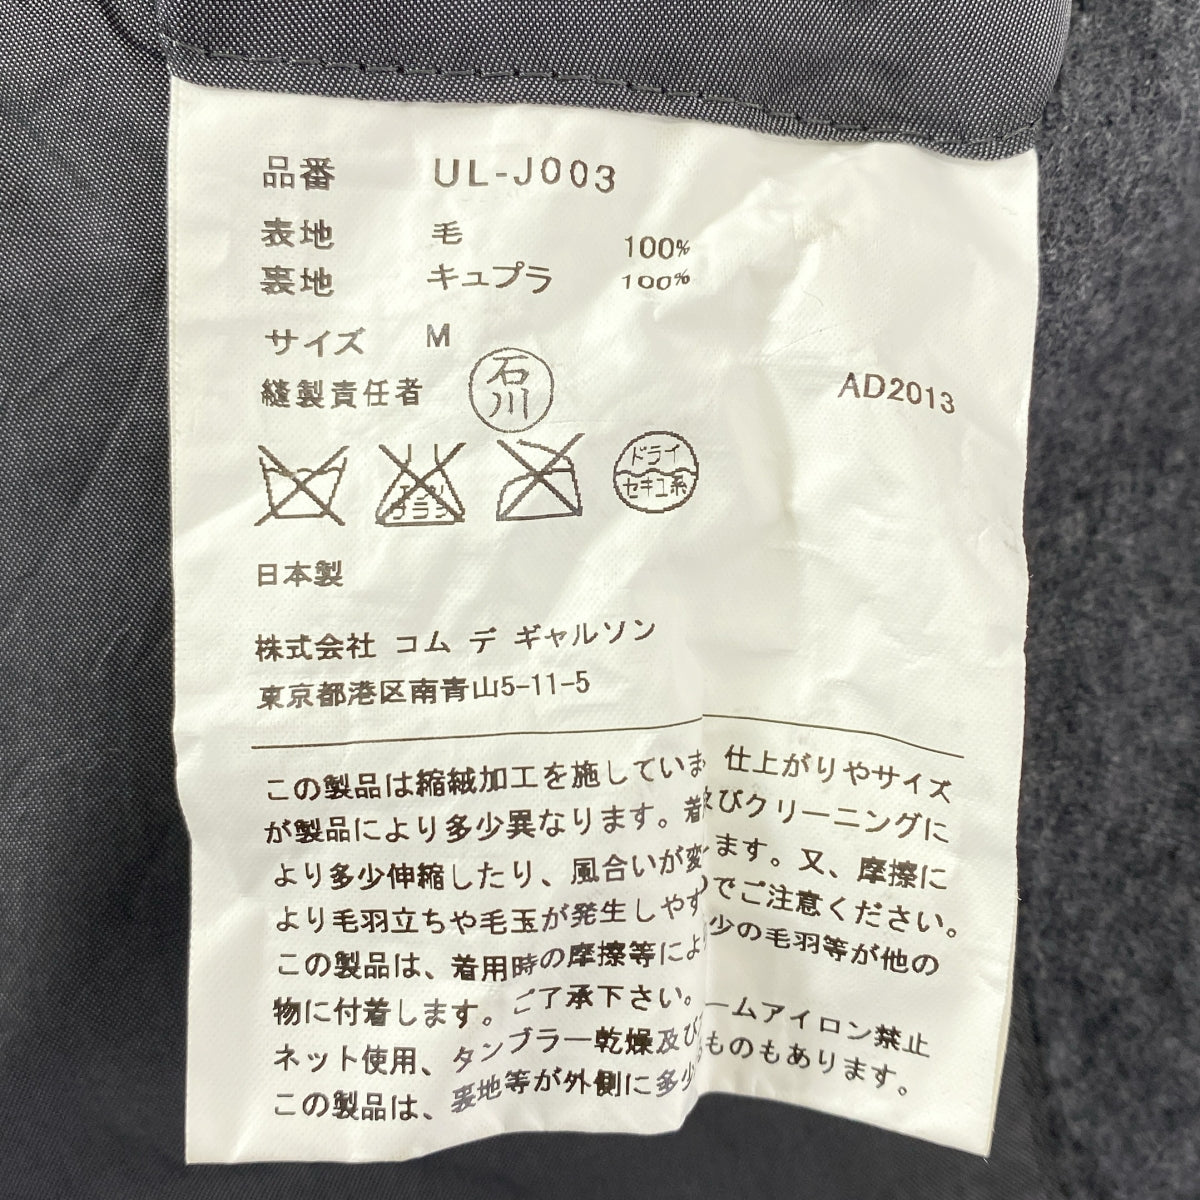 品番 UL-J003
表地 毛 100%
裏地 キュプラ 100%
サイズ M
縫製責任者 石川
AD2013
エンソ
サラシ
ドライ
セキユ系
日本製
株式会社 コム デ ギャルソン
東京都港区南青山5-11-5
この製品は縮絨加工を施していま 仕上がりやサイズ
が製品により多少異なります。着 びクリーニングに
より多少伸縮したり、風合いが変 ます。又、摩擦に
より毛羽立ちや毛玉が発生しやす でご注意ください。
この製品は、着用時の摩擦等により 少の毛羽等が他の
物に付着します。ご了承下さい。
ネット使用、タンブラー乾燥及び ームアイロン禁止
この製品は、裏地等が外側に多少 ものもあります。